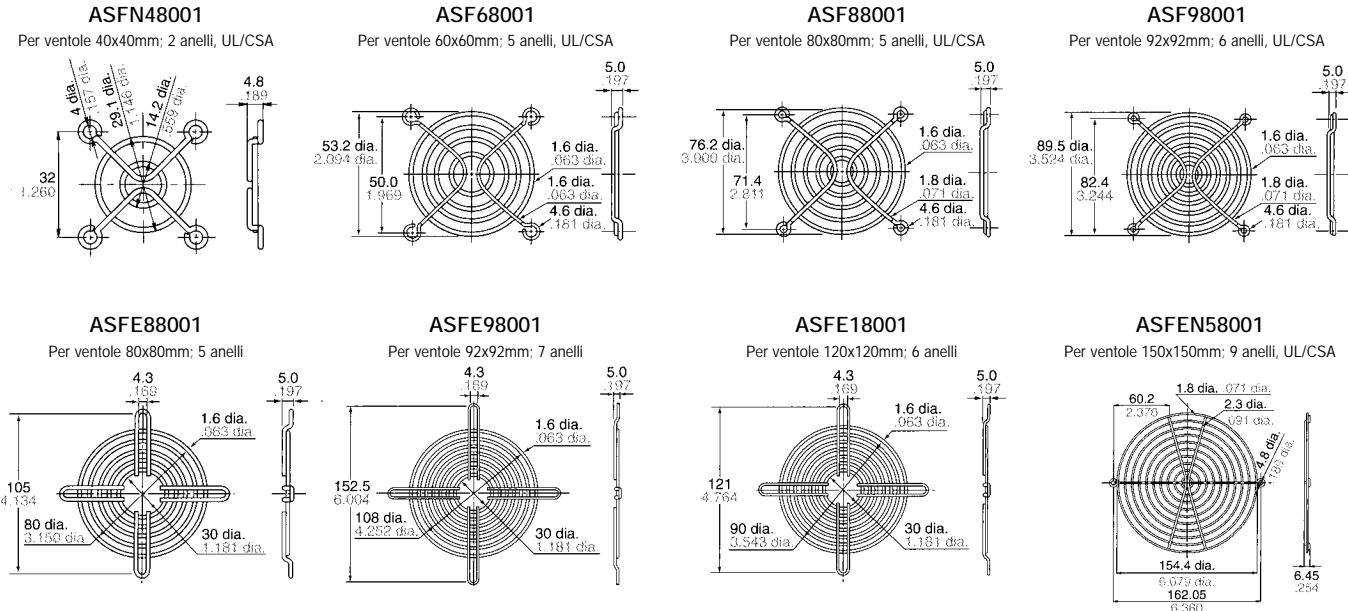 ASFN48001
Per ventole 40x40mm; 2 anelli, UL/CSA
4 dia.
.157 dia.
29.1 dia.
1.146 dia.
14.2 dia.
.559 dia.
4.8
.189
32
1.260
ASF68001
Per ventole 60x60mm; 5 anelli, UL/CSA
5.0
.197
53.2 dia.
2.094 dia.
50.0
1.969
1.6 dia.
.063 dia.
1.6 dia.
.063 dia.
4.6 dia.
.181 dia.
ASF88001
Per ventole 80x80mm; 5 anelli, UL/CSA
5.0
.197
76.2 dia.
3.000 dia.
71.4
2.811
1.6 dia.
.063 dia.
1.8 dia.
.071 dia.
4.6 dia.
.181 dia.
ASF98001
Per ventole 92x92mm; 6 anelli, UL/CSA
5.0
.197
89.5 dia.
3.524 dia.
82.4
3.244
1.6 dia.
.063 dia.
1.8 dia.
.071 dia.
4.6 dia.
.181 dia.
ASFE88001
Per ventole 80x80mm; 5 anelli
4.3
.169
5.0
.197
1.6 dia.
.063 dia.
105
4.134
80 dia.
3.150 dia.
30 dia.
1.181 dia.
ASFE98001
Per ventole 92x92mm; 7 anelli
4.3
.169
5.0
.197
1.6 dia.
.063 dia.
152.5
6.004
108 dia.
4.252 dia.
30 dia.
1.181 dia.
ASFE18001
Per ventole 120x120mm; 6 anelli
4.3
.169
5.0
.197
1.6 dia.
.063 dia.
121
4.764
90 dia.
3.543 dia.
30 dia.
1.181 dia.
ASFEN58001
Per ventole 150x150mm; 9 anelli, UL/CSA
1.8 dia. .071 dia.
60.2
2.370
2.3 dia.
.091 dia.
4.8 dia.
.189 dia.
154.4 dia.
6.079 dia.
162.05
6.380
6.45
.254